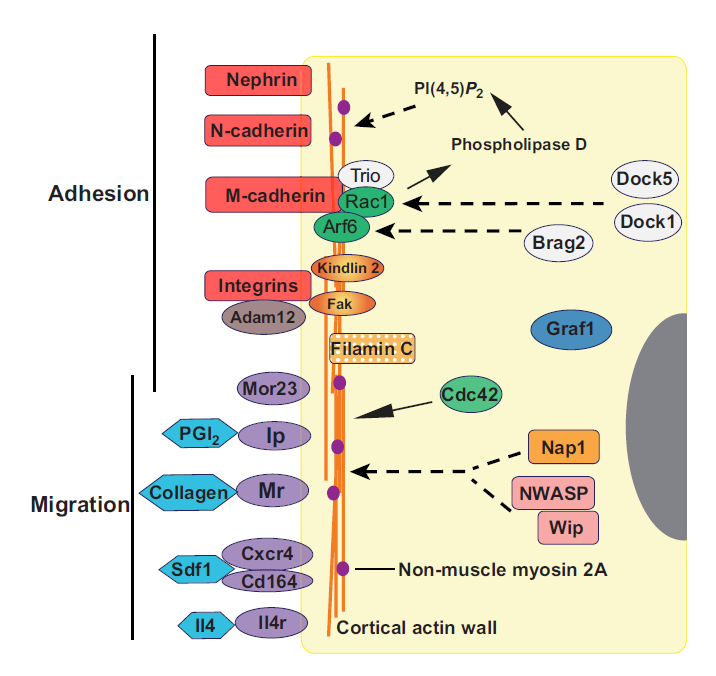 Nephrin
PI(4,5)P2
N-cadherin
Phospholipase D
Trio
Dock5
Adhesion
M-cadherin
Rac1
Dock1
Arf6
Brag2
Kindlin 2
Integrins
Fak
Adam12
Graf1
Filamin C
Mor23
Cdc42
PGI2
Ip
Nap1
Collagen
Mr
NWASP
Migration
Wip
Cxcr4
Sdf1
Cd164
Non-muscle myosin 2A
Il4
Il4r
Cortical actin wall